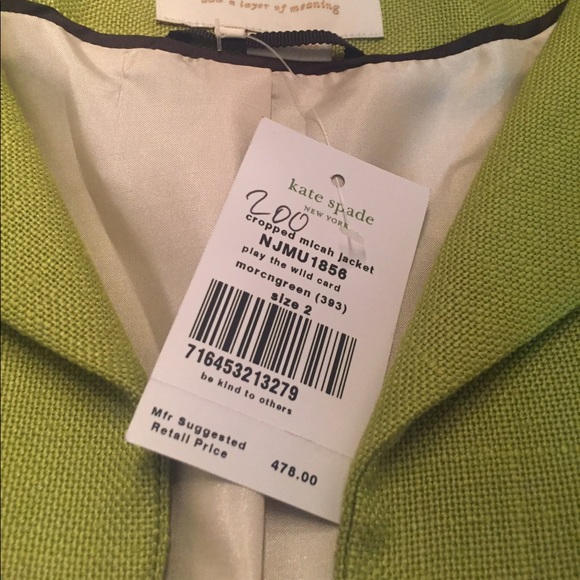 add a layer of meaning
kate spade
NEW YORK
200
cropped micah jacket
NJMU1856
play the wild card
morcngreen (393)
size 2
716453213279
be kind to others
Mfr Suggested
Retail Price
478.00